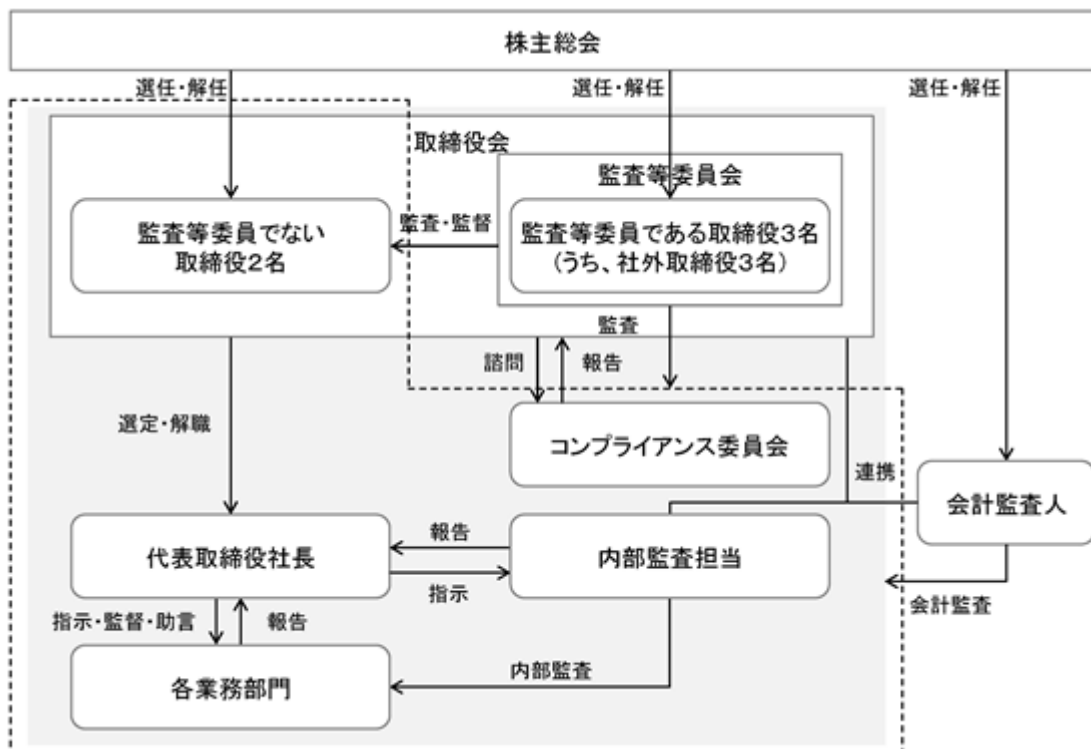 株主総会
選任・解任
選任・解任
選任・解任
取締役会
監査等委員会
監査等委員でない
取締役2名
監査・監督
監査等委員である取締役3名
(うち、社外取締役3名)
監査
諮問
報告
選定・解職
コンプライアンス委員会
連携
会計監査人
代表取締役社長
報告
指示
内部監査担当
会計監査
指示・監督・助言
報告
各業務部門
内部監査